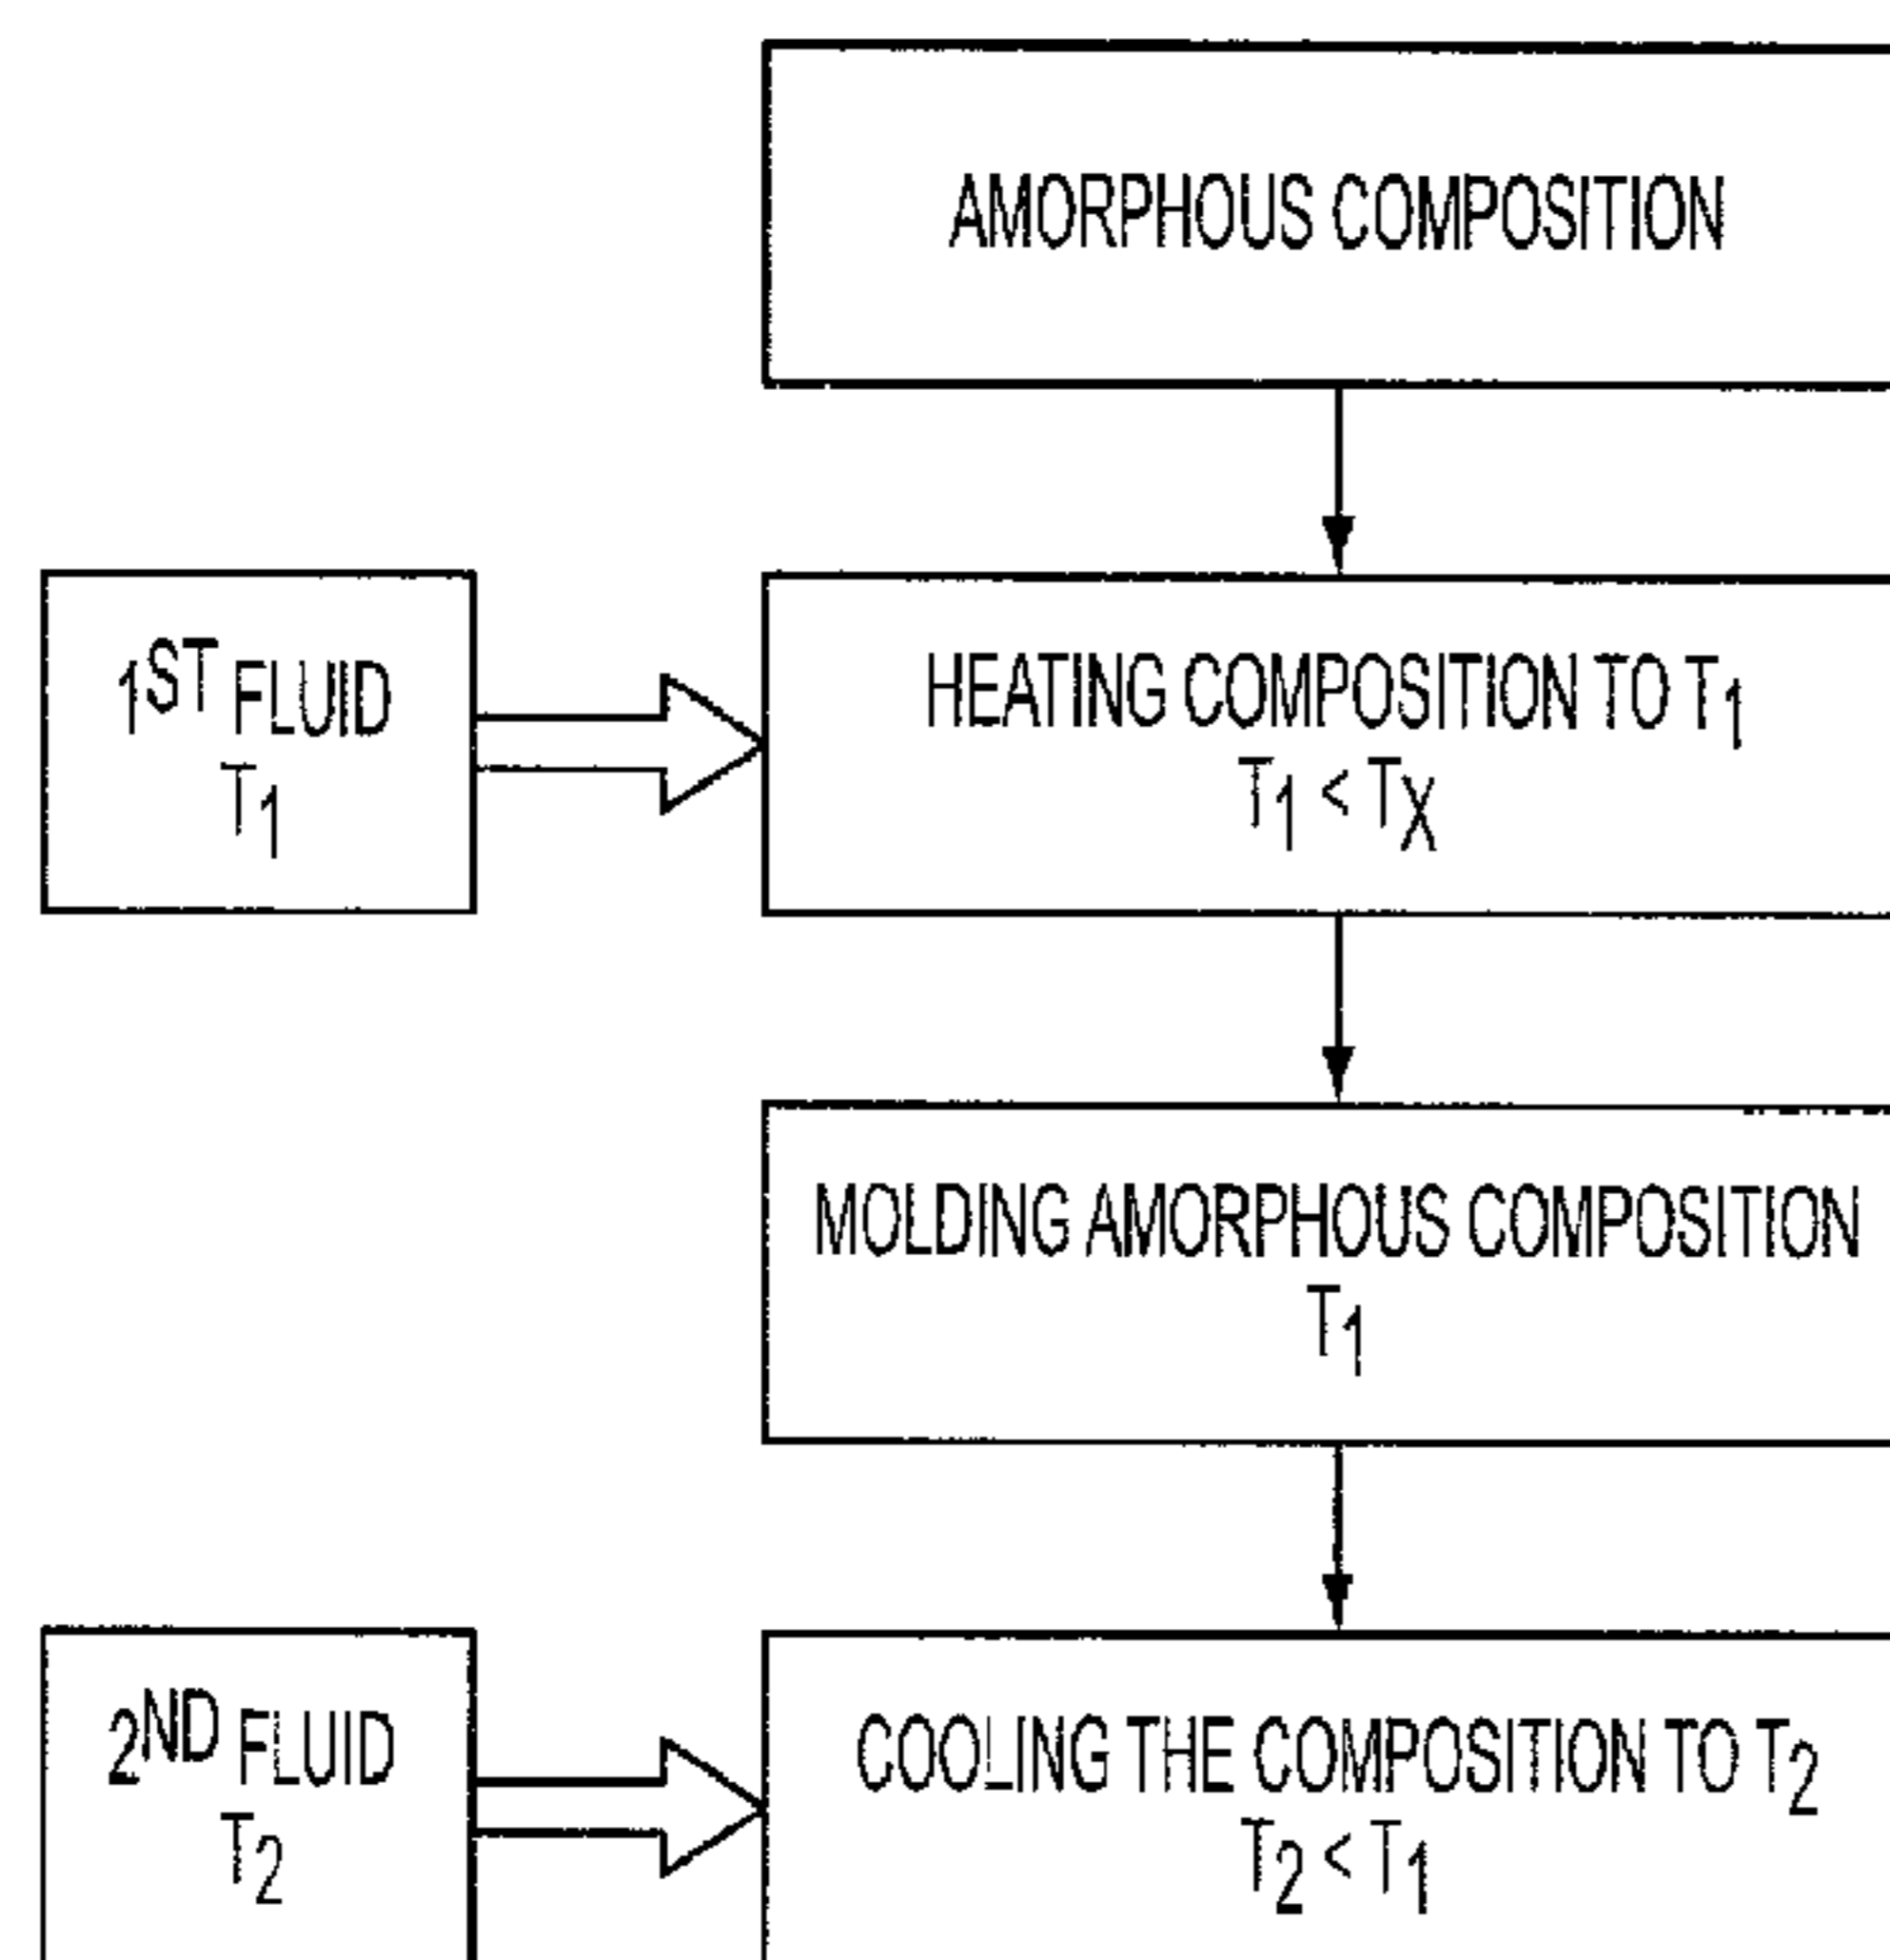 AMORPHOUS COMPOSITION
1ST FLUID
T1
HEATING COMPOSITION TO T1
T1 < TX
MOLDING AMORPHOUS COMPOSITION
T1
2ND FLUID
T2
COOLING THE COMPOSITION TO T2
T2 < T1